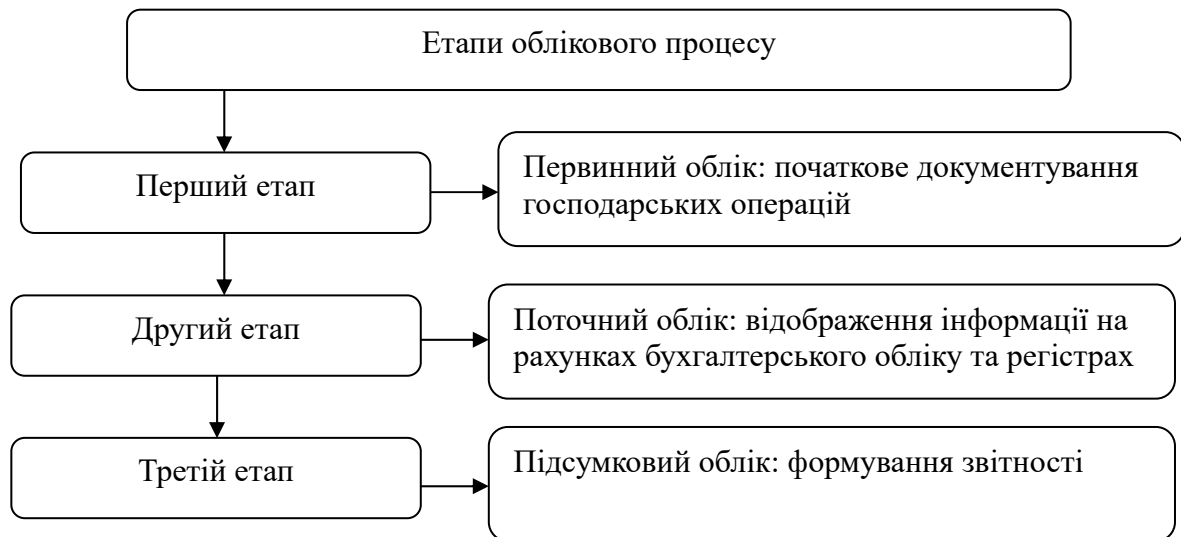 Етапи облікового процесу
Перший етап
Первинний облік: початкове документування
господарських операцій
Другий етап
Поточний облік: відображення інформації на
рахунках бухгалтерського обліку та регістрах
Третій етап
Підсумковий облік: формування звітності